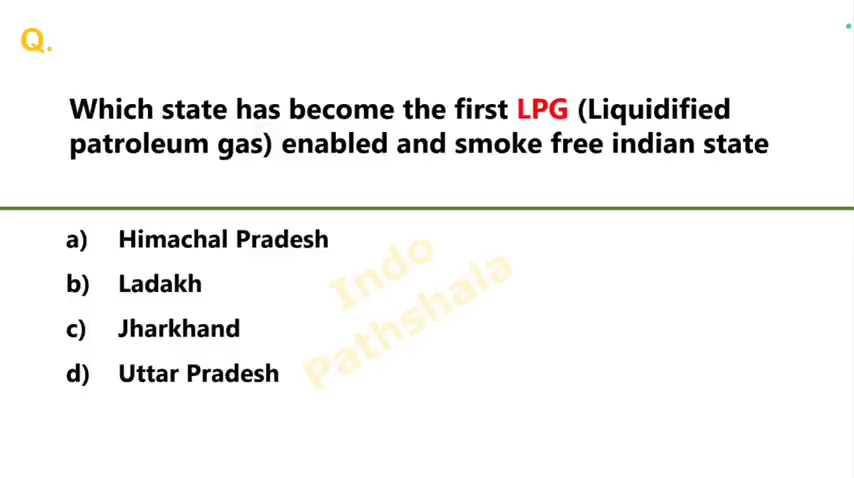 Q.
Which state has become the first LPG (Liquidified
patroleum gas) enabled and smoke free indian state
a) Himachal Pradesh
b) Ladakh
c) Jharkhand
d) Uttar Pradesh
Indo
Pathshala